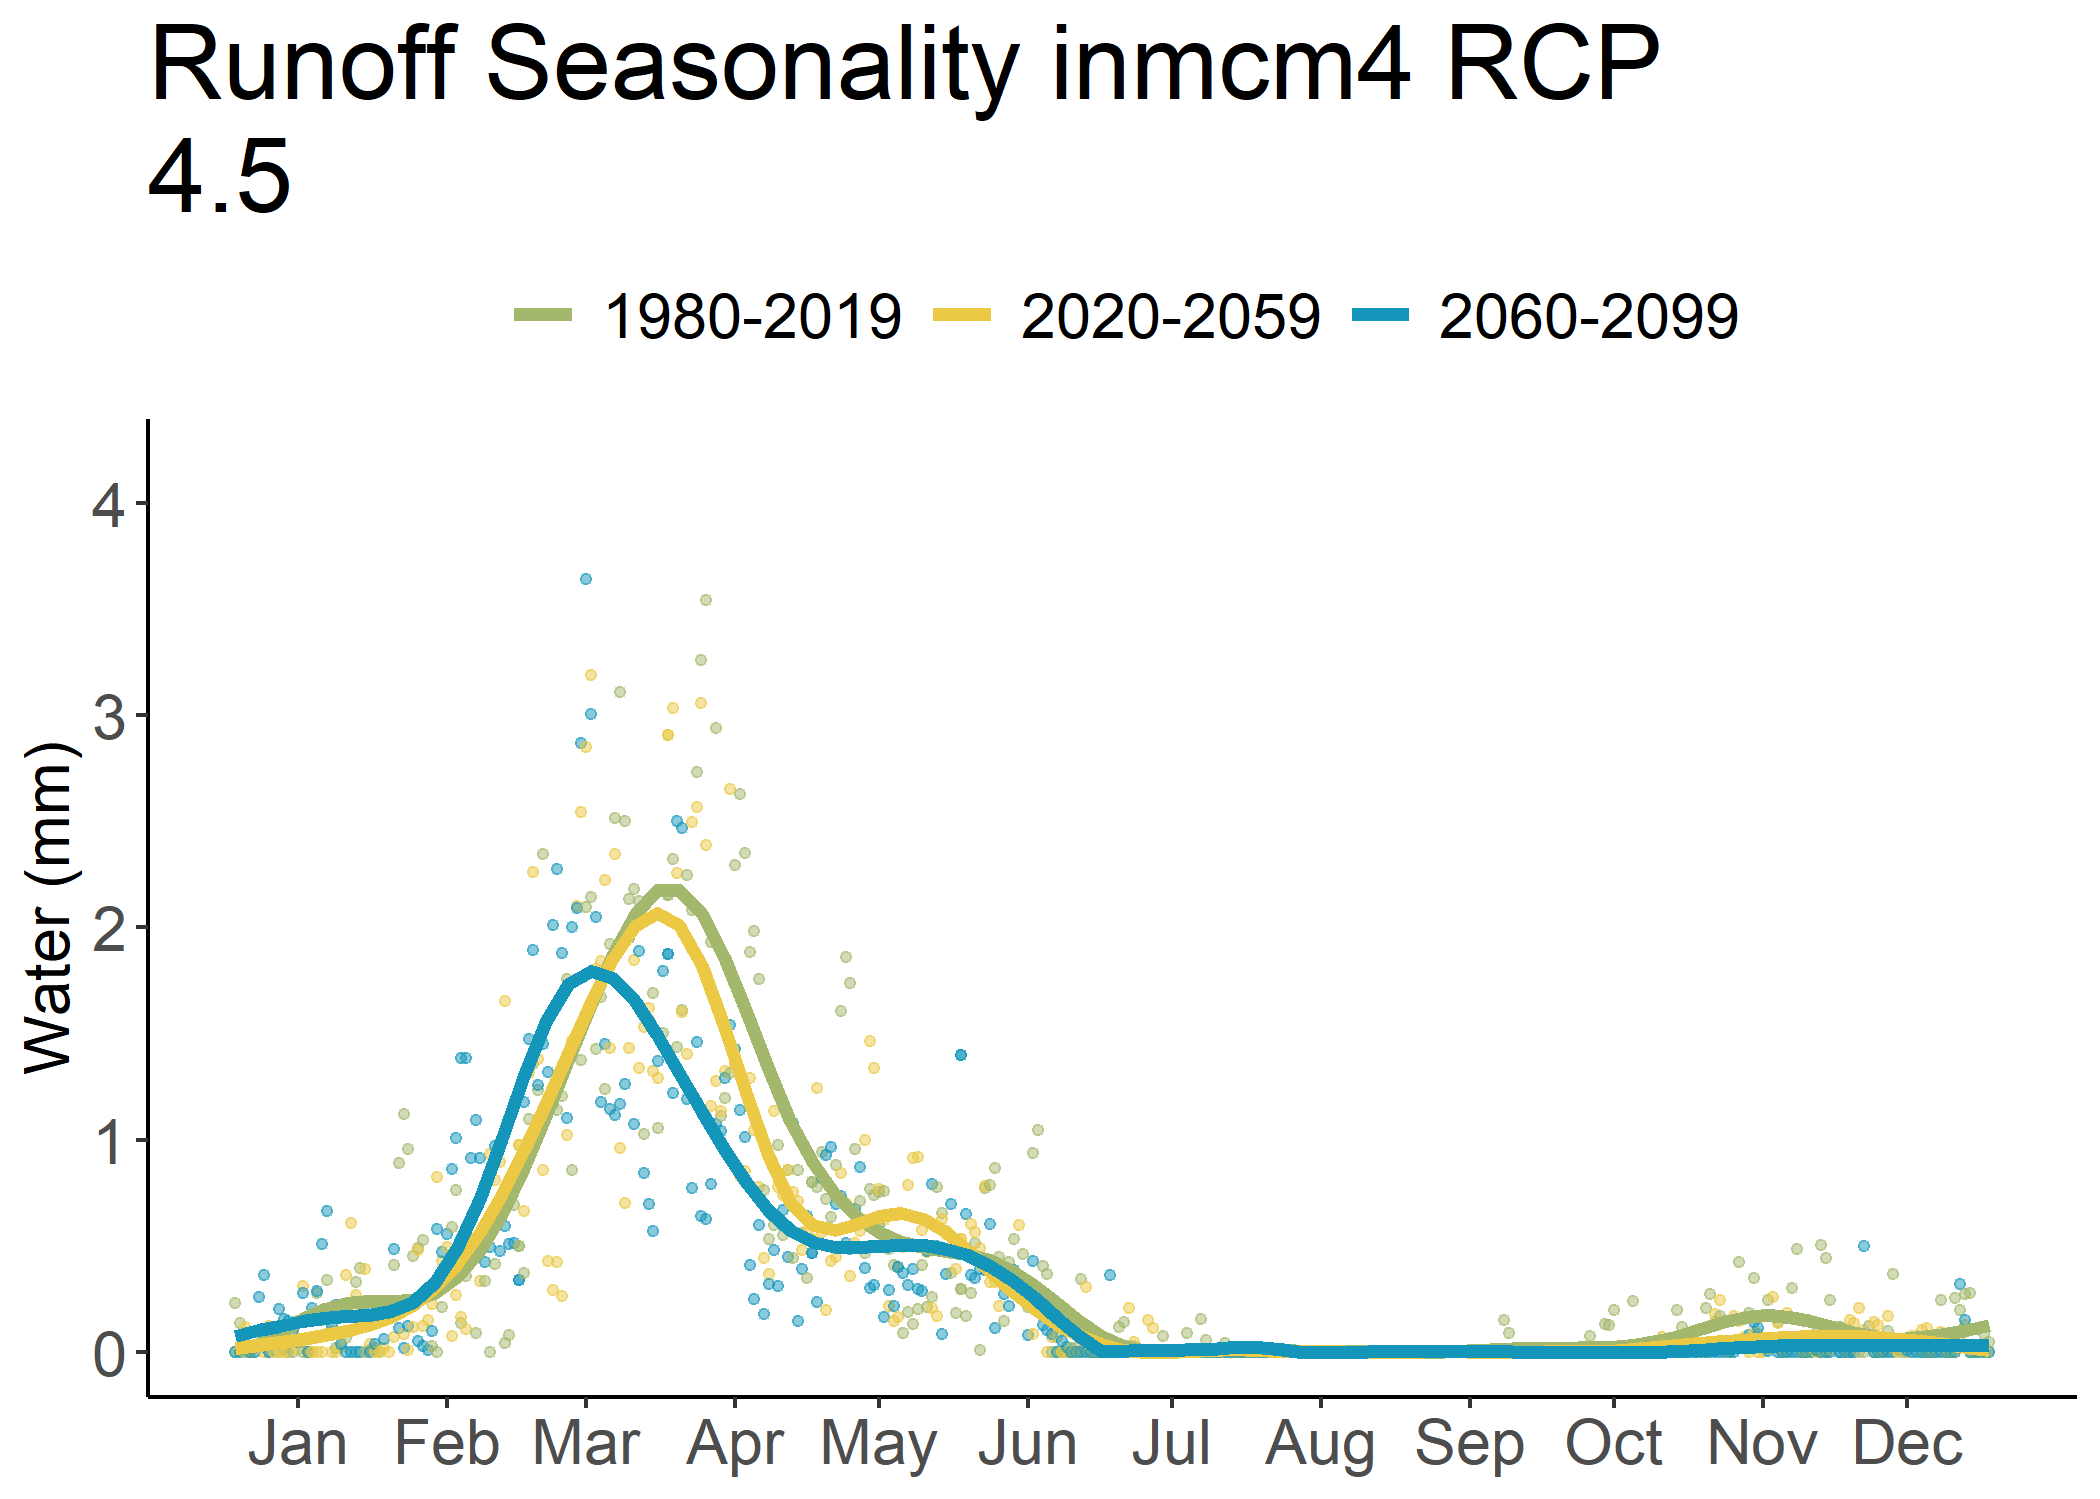 Runoff Seasonality inmcm4 RCP
4.5
1980-2019 2020-2059 2060-2099
Water (mm)
4
3
2
1
0
Jan Feb Mar Apr May Jun Jul Aug Sep Oct Nov Dec